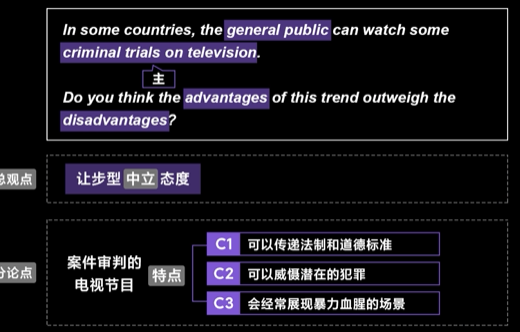 In some countries, the general public can watch some
criminal trials on television.
主
Do you think the advantages of this trend outweigh the
disadvantages?
总观点
让步型 中立 态度
分论点
案件审判的
电视节目
特点
C1 可以传递法制和道德标准
C2 可以威慑潜在的犯罪
C3 会经常展现暴力血腥的场景